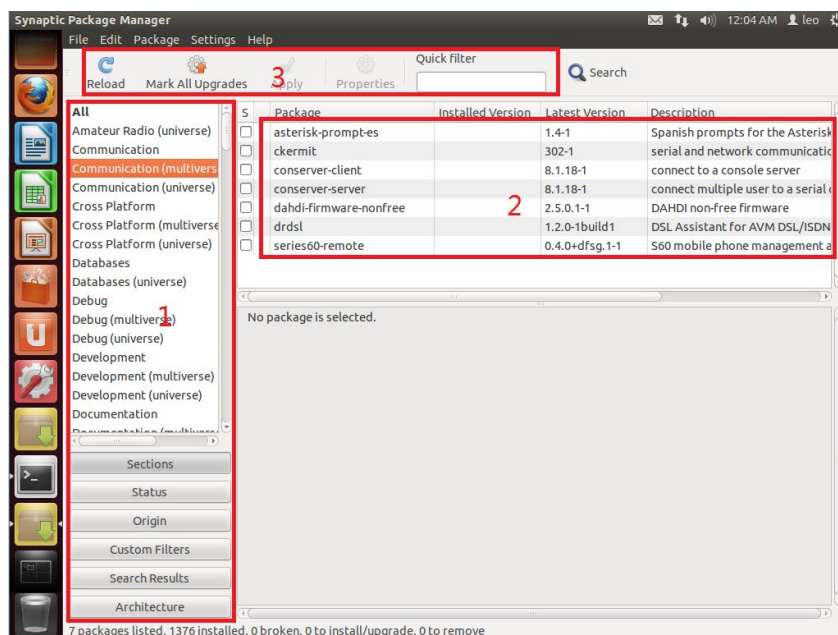 Synaptic Package Manager
12:04 AM leo
File Edit Package Settings Help
Reload Mark All Upgrades Apply Properties
Quick filter
Search
3
All
Amateur Radio (universe)
Communication
Communication (multivers
Communication (universe)
Cross Platform
Cross Platform (multiverse
Cross Platform (universe)
Databases
Databases (universe)
Debug
Debug (multiverse)
Debug (universe)
Development
Development (multiverse)
Development (universe)
Documentation
1
Sections
Status
Origin
Custom Filters
Search Results
Architecture
S Package Installed Version Latest Version Description
asterisk-prompt-es 1.4-1 Spanish prompts for the Asterisk
ckermit 302-1 serial and network communicatic
conserver-client 8.1.18-1 connect to a console server
conserver-server 8.1.18-1 connect multiple user to a serial
dahdi-firmware-nonfree 2.5.0.1-1 DAHDI non-free firmware
drdsl 1.2.0-1build1 DSL Assistant for AVM DSL/ISDN
series60-remote 0.4.0+dfsg.1-1 S60 mobile phone management a
2
No package is selected.
7 packages listed, 1376 installed, 0 broken. 0 to install/upgrade, 0 to remove